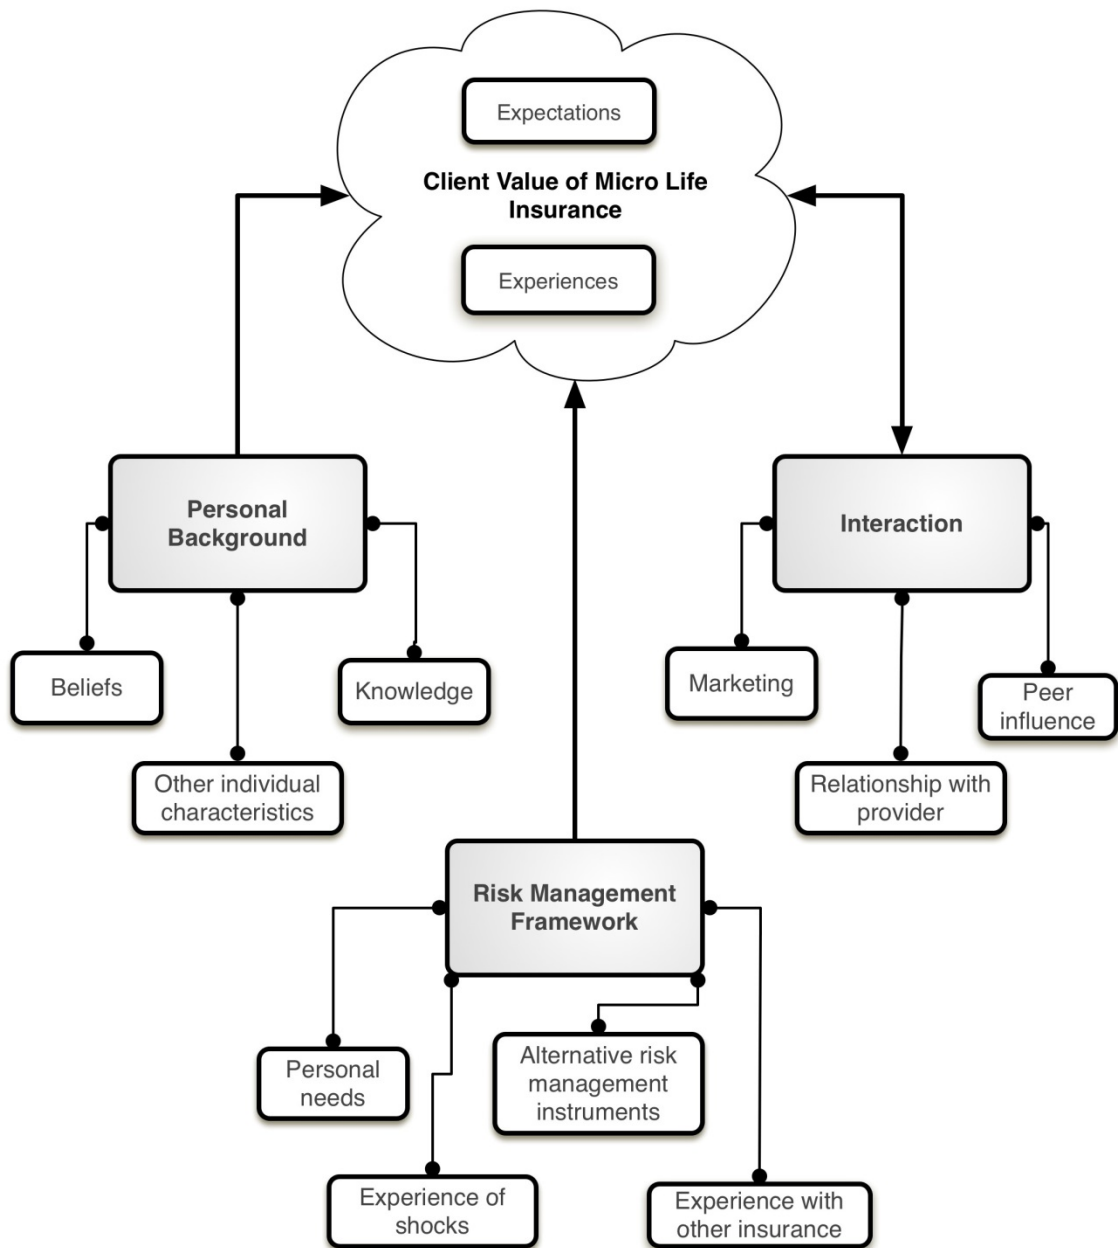 Expectations
Client Value of Micro Life
Insurance
Experiences
Personal
Background
Interaction
Beliefs
Knowledge
Marketing
Peer
influence
Other individual
characteristics
Relationship with
provider
Risk Management
Framework
Personal
needs
Alternative risk
management
instruments
Experience of
shocks
Experience with
other insurance